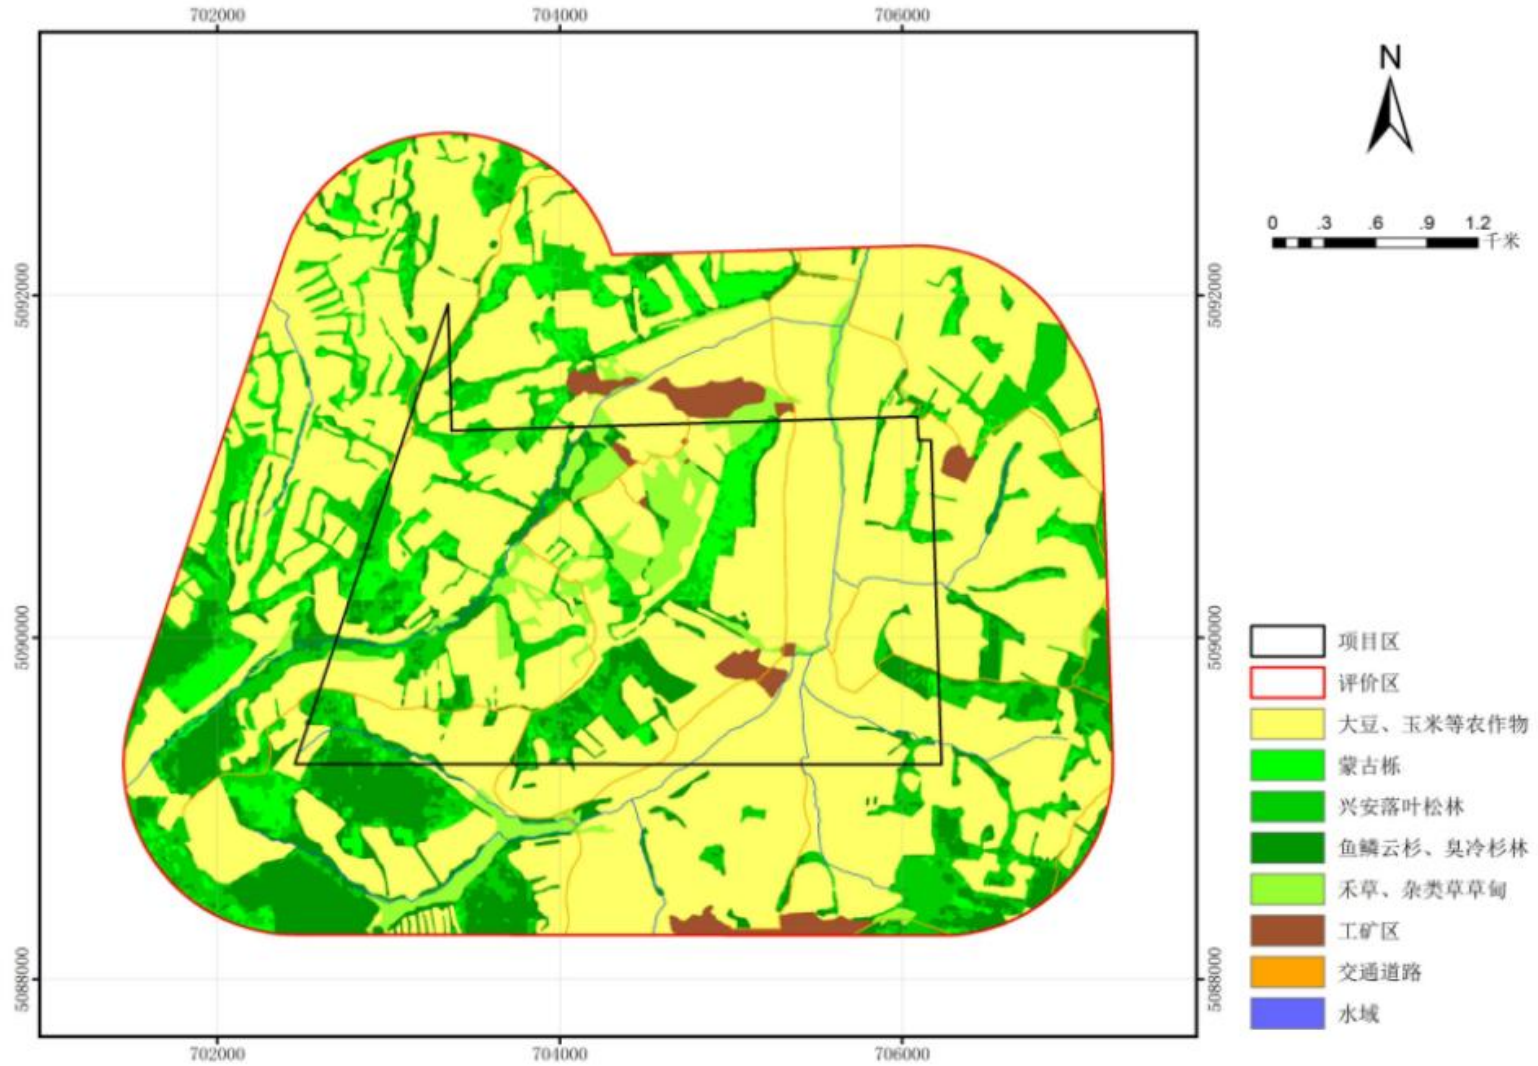 702000
704000
706000
N
0 .3 .6 .9 1.2
千米
5092000
5092000
5090000
5090000
5088000
5088000
项目区
评价区
大豆、玉米等农作物
蒙古栎
兴安落叶松林
鱼鳞云杉、臭冷杉林
禾草、杂类草草甸
工矿区
交通道路
水域
702000
704000
706000